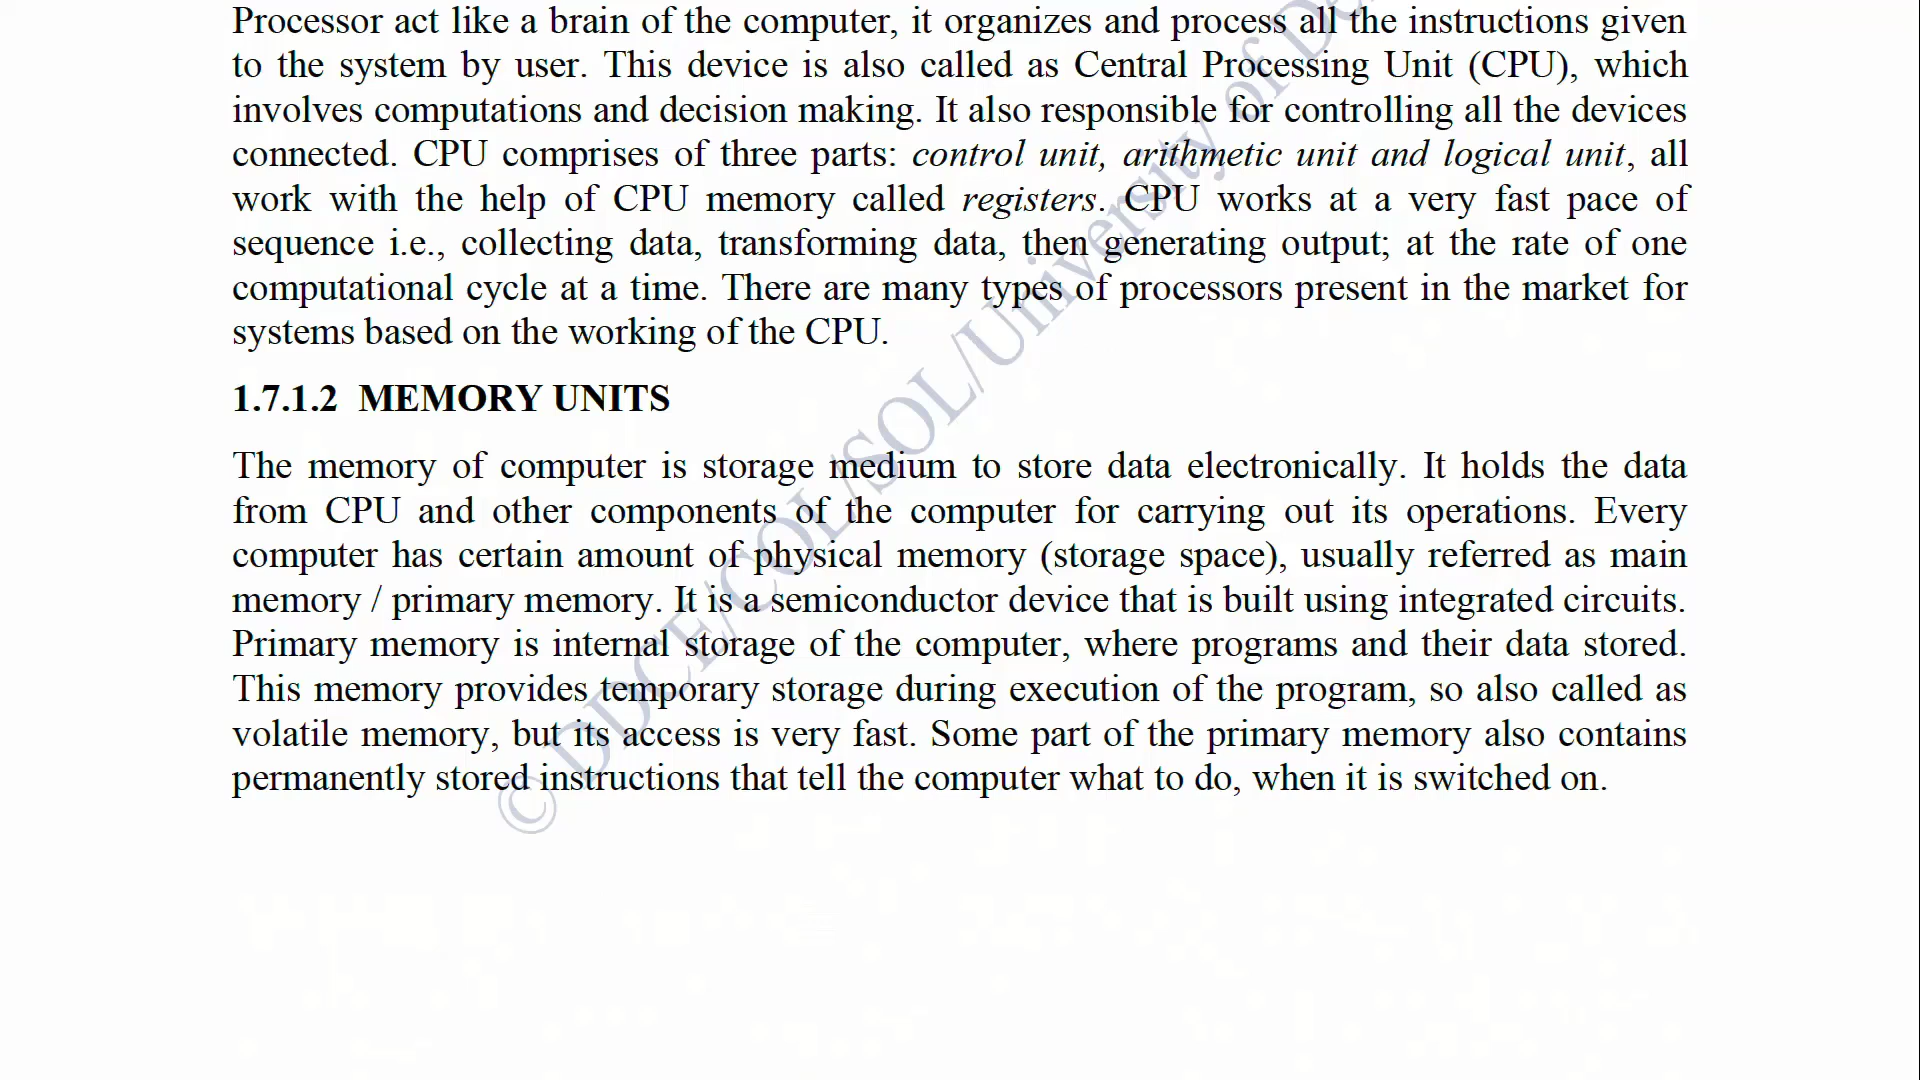 Processor act like a brain of the computer, it organizes and process all the instructions given
to the system by user. This device is also called as Central Processing Unit (CPU), which
involves computations and decision making. It also responsible for controlling all the devices
connected. CPU comprises of three parts: control unit, arithmetic unit and logical unit, all
work with the help of CPU memory called registers. CPU works at a very fast pace of
sequence i.e., collecting data, transforming data, then generating output; at the rate of one
computational cycle at a time. There are many types of processors present in the market for
systems based on the working of the CPU.
1.7.1.2 MEMORY UNITS
The memory of computer is storage medium to store data electronically. It holds the data
from CPU and other components of the computer for carrying out its operations. Every
computer has certain amount of physical memory (storage space), usually referred as main
memory / primary memory. It is a semiconductor device that is built using integrated circuits.
Primary memory is internal storage of the computer, where programs and their data stored.
This memory provides temporary storage during execution of the program, so also called as
volatile memory, but its access is very fast. Some part of the primary memory also contains
permanently stored instructions that tell the computer what to do, when it is switched on.
© DDCE/COL/SOL/University of